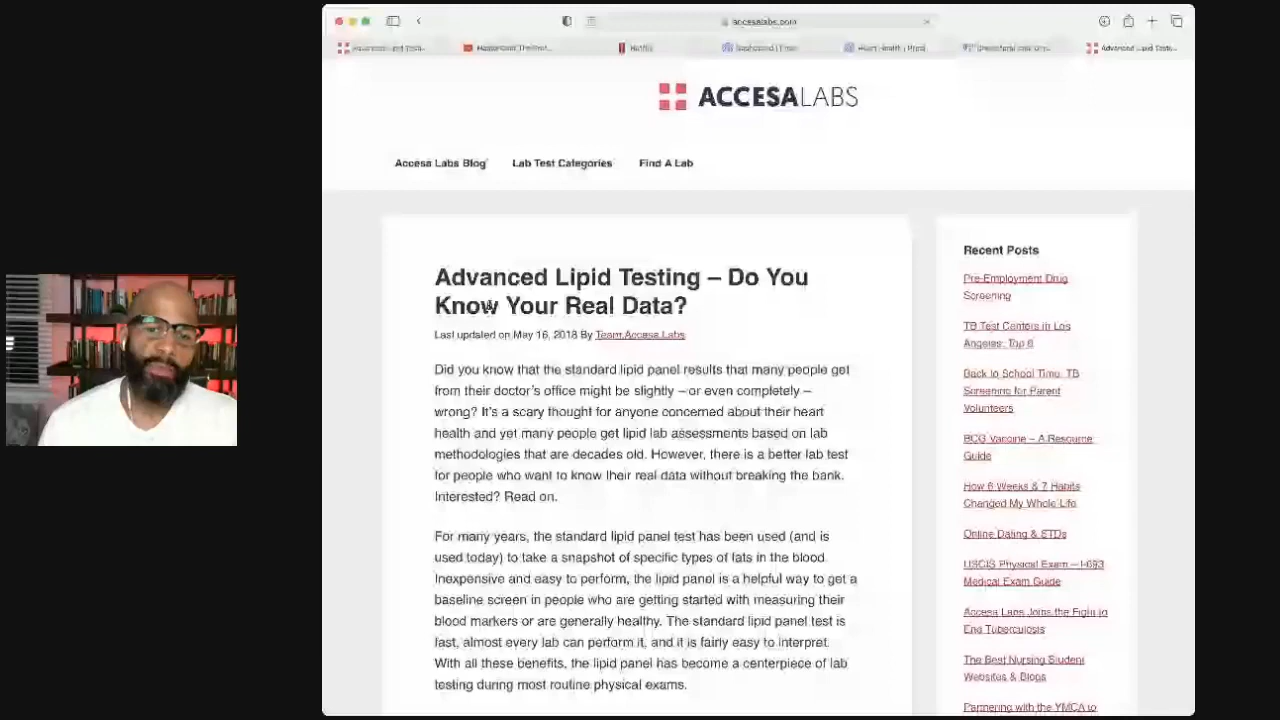 accesalabs.com
ACCESALABS
Access Labs Blog
Lab Test Categories
Find A Lab
Advanced Lipid Testing – Do You
Know Your Real Data?
Last updated on May 16, 2018 By Team Accesa Labs
Did you know that the standard lipid panel results that many people get
from their doctor's office might be slightly – or even completely –
wrong? It's a scary thought for anyone concerned about their heart
health and yet many people get lipid lab assessments based on lab
methodologies that are decades old. However, there is a better lab test
for people who want to know their real data without breaking the bank.
Interested? Read on.
For many years, the standard lipid panel test has been used (and is
used today) to take a snapshot of specific types of fats in the blood.
Inexpensive and easy to perform, the lipid panel is a helpful way to get a
baseline screen in people who are getting started with measuring their
blood markers or are generally healthy. The standard lipid panel test is
fast, almost every lab can perform it, and it is fairly easy to interpret.
With all these benefits, the lipid panel has become a centerpiece of lab
testing during most routine physical exams.
Recent Posts
Pre-Employment Drug
Screening
TB Test Centers in Los
Angeles: Top 6
Back to School Time: TB
Screening for Parent
Volunteers
BCG Vaccine – A Resource
Guide
How 6 Weeks & 7 Habits
Changed My Whole Life
Online Dating & STDs
USCIS Physical Exam – I-693
Medical Exam Guide
Accesa Labs Joins the Fight to
End Tuberculosis
The Best Nursing Student
Websites & Blogs
Partnering with the YMCA to